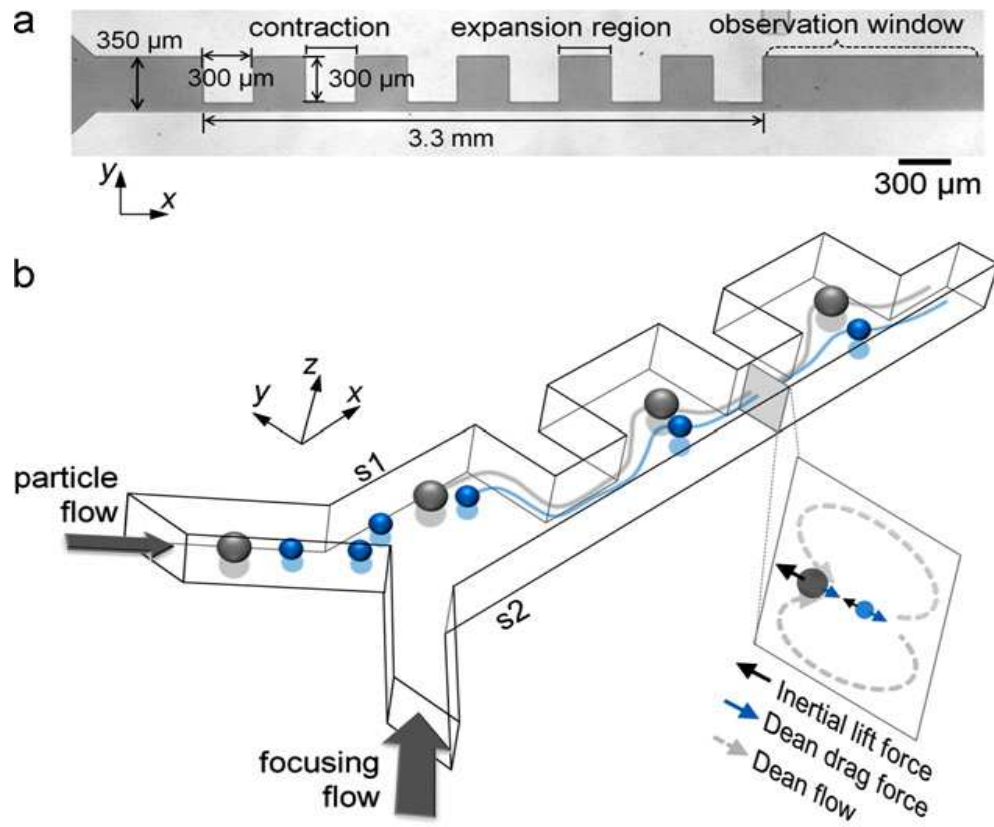 a
350 µm
contraction
expansion region
observation window
300 µm
300 µm
3.3 mm
300 µm
y
x
b
z
y
x
s1
particle
flow
s2
focusing
flow
Inertial lift force
Dean drag force
Dean flow